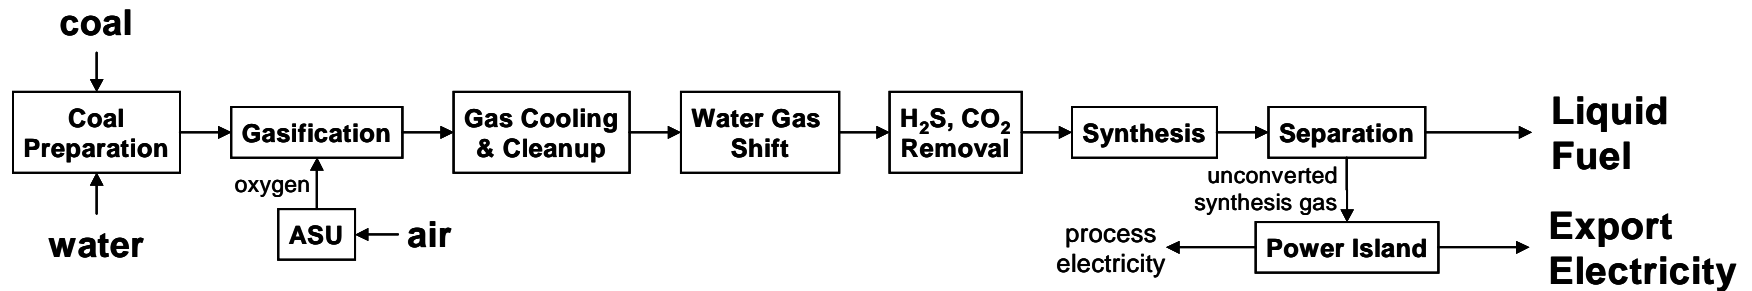 coal
Coal
Preparation
water
Gasification
oxygen
ASU
air
Gas Cooling
& Cleanup
Water Gas
Shift
H₂S, CO₂
Removal
Synthesis
Separation
unconverted
synthesis gas
Power Island
process
electricity
Liquid
Fuel
Export
Electricity